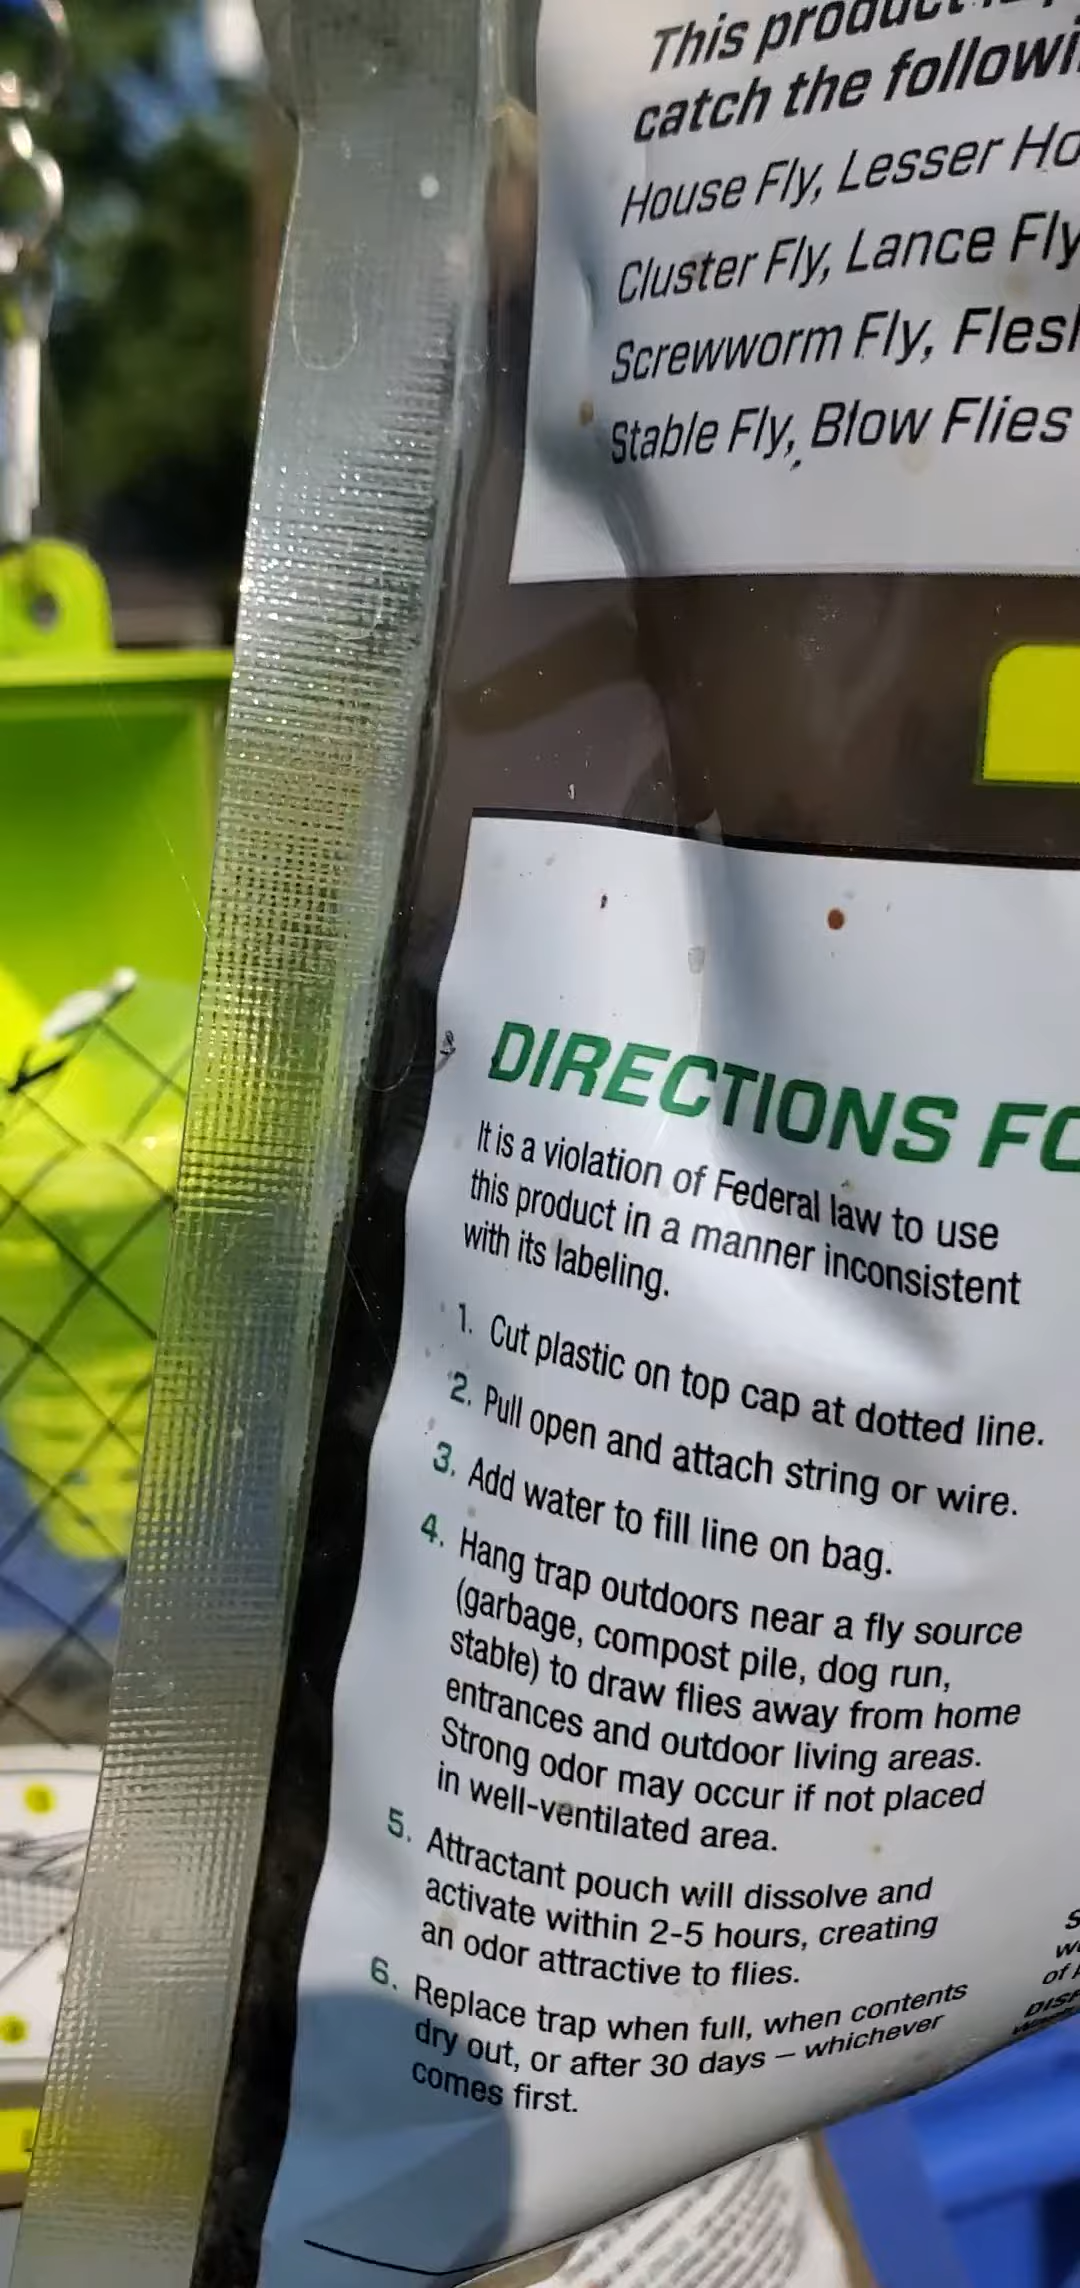 This product
catch the
House Fly, Lesser
Cluster Fly, Lance Fly
Screwworm Fly,
Stable Fly, Blow Flies
DIRECTIONS
It is a violation of Federal law to use
this product in a manner inconsistent
with its labeling.
1. Cut plastic on top cap at dotted line.
2. Pull open and attach string or wire.
3. Add water to fill line on bag.
4. Hang trap outdoors near a fly source
(garbage, compost pile, dog run,
stable) to draw flies away from home
entrances and outdoor living areas.
Strong odor may occur if not placed
in well-ventilated area.
5. Attractant pouch will dissolve and
activate within 2-5 hours, creating
an odor attractive to flies.
6. Replace trap when full, when contents
dry out, or after 30 days – whichever
comes first.
of